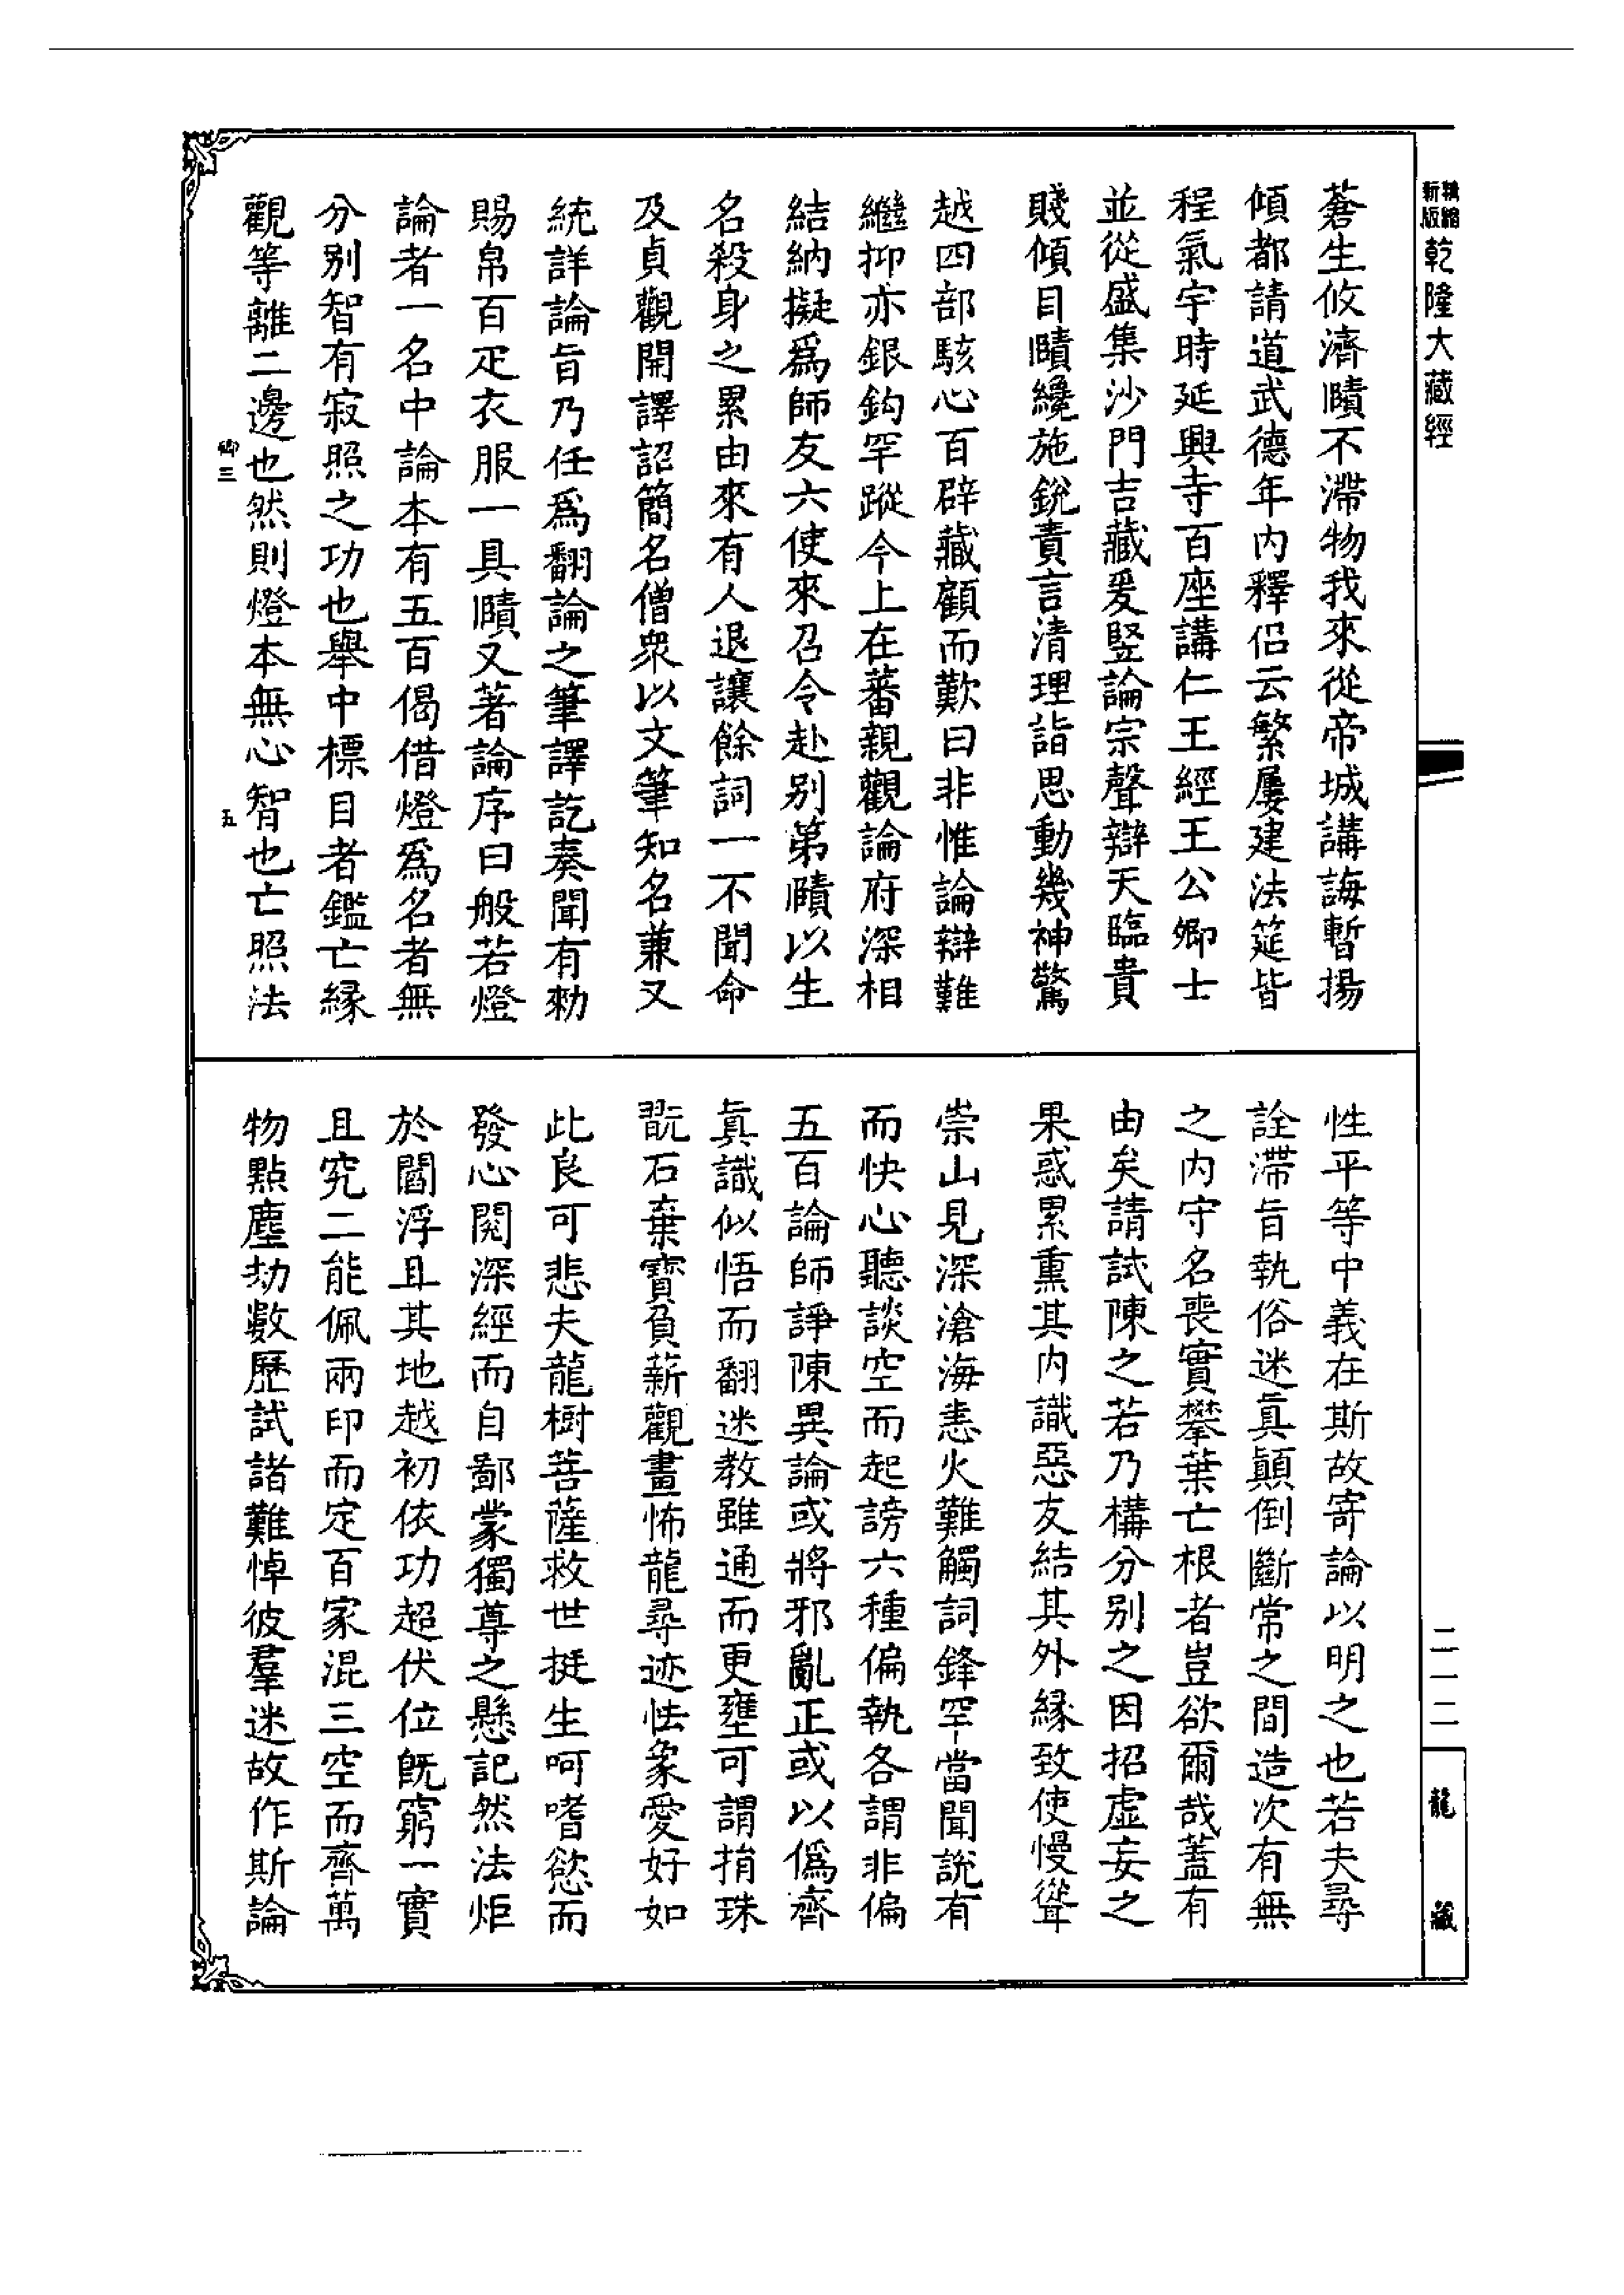 精縮新版乾隆大藏經
蒼生攸濟賾不滯物我來從帝城講誨暫揚
傾都請道武德年內釋侶云繁屢建法筵皆
程氣宇時延興寺百座講仁王經王公卿士
並從盛集沙門吉藏爰竪論宗聲辯天臨貴
賤傾目賾纔施銳責言清理詣思動幾神驚
越四部駭心百辟藏顧而歎曰非惟論辯難
繼抑亦銀鈎罕蹤今上在蕃親觀論府深相
結納擬爲師友六使來召令赴别第賾以生
名殺身之累由來有人退讓餘詞一不聞命
及貞觀開譯詔簡名僧衆以文筆知名兼又
統詳論旨乃任爲翻論之筆譯訖奏聞有勑
賜帛百疋衣服一具賾又著論序曰般若燈
論者一名中論本有五百偈借燈爲名者無
分别智有寂照之功也舉中標目者鑑亡緣
觀等離二邊也然則燈本無心智也亡照法
卿三
五
性平等中義在斯故寄論以明之也若夫尋
詮滯旨執俗迷眞顛倒斷常之間造次有無
之內守名喪實攀葉亡根者豈欲爾哉蓋有
由矣請試陳之若乃構分别之因招虛妄之
果惑累熏其內識惡友結其外緣致使慢聳
崇山見深滄海恚火難觸詞鋒罕當聞說有
而快心聽談空而起謗六種偏執各謂非偏
五百論師諍陳異論或將邪亂正或以僞齊
眞識似悟而翻迷教雖通而更壅可謂捐珠
翫石棄寶負薪觀畫怖龍尋迹怯象愛好如
此良可悲夫龍樹菩薩救世挺生呵嗜慾而
發心閱深經而自鄙蒙獨尊之懸記然法炬
於閻浮且其地越初依功超伏位旣窮一實
且究二能佩兩印而定百家混三空而齊萬
物點塵劫數歷試諸難悼彼羣迷故作斯論
二一二
龍藏